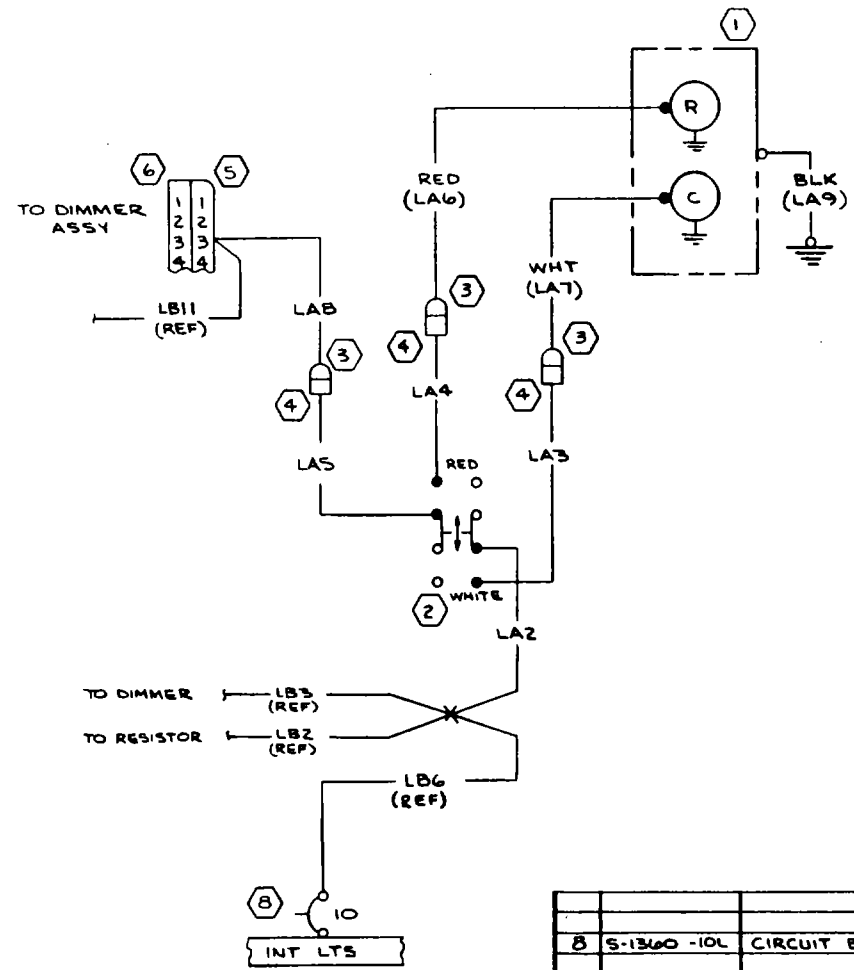 1
R
6
5
RED
(LA6)
C
BLK
(LA9)
TO DIMMER
ASSY
1 1
2 2
3 3
4 4
WHT
(LA7)
LB11
(REF)
LA8
3
3
3
4
4
4
LA4
LA5
RED
LA3
2
WHITE
LA2
TO DIMMER
LB3
(REF)
TO RESISTOR
LB2
(REF)
LB6
(REF)
8
10
INT LTS
8 S-1360-10L CIRCUIT